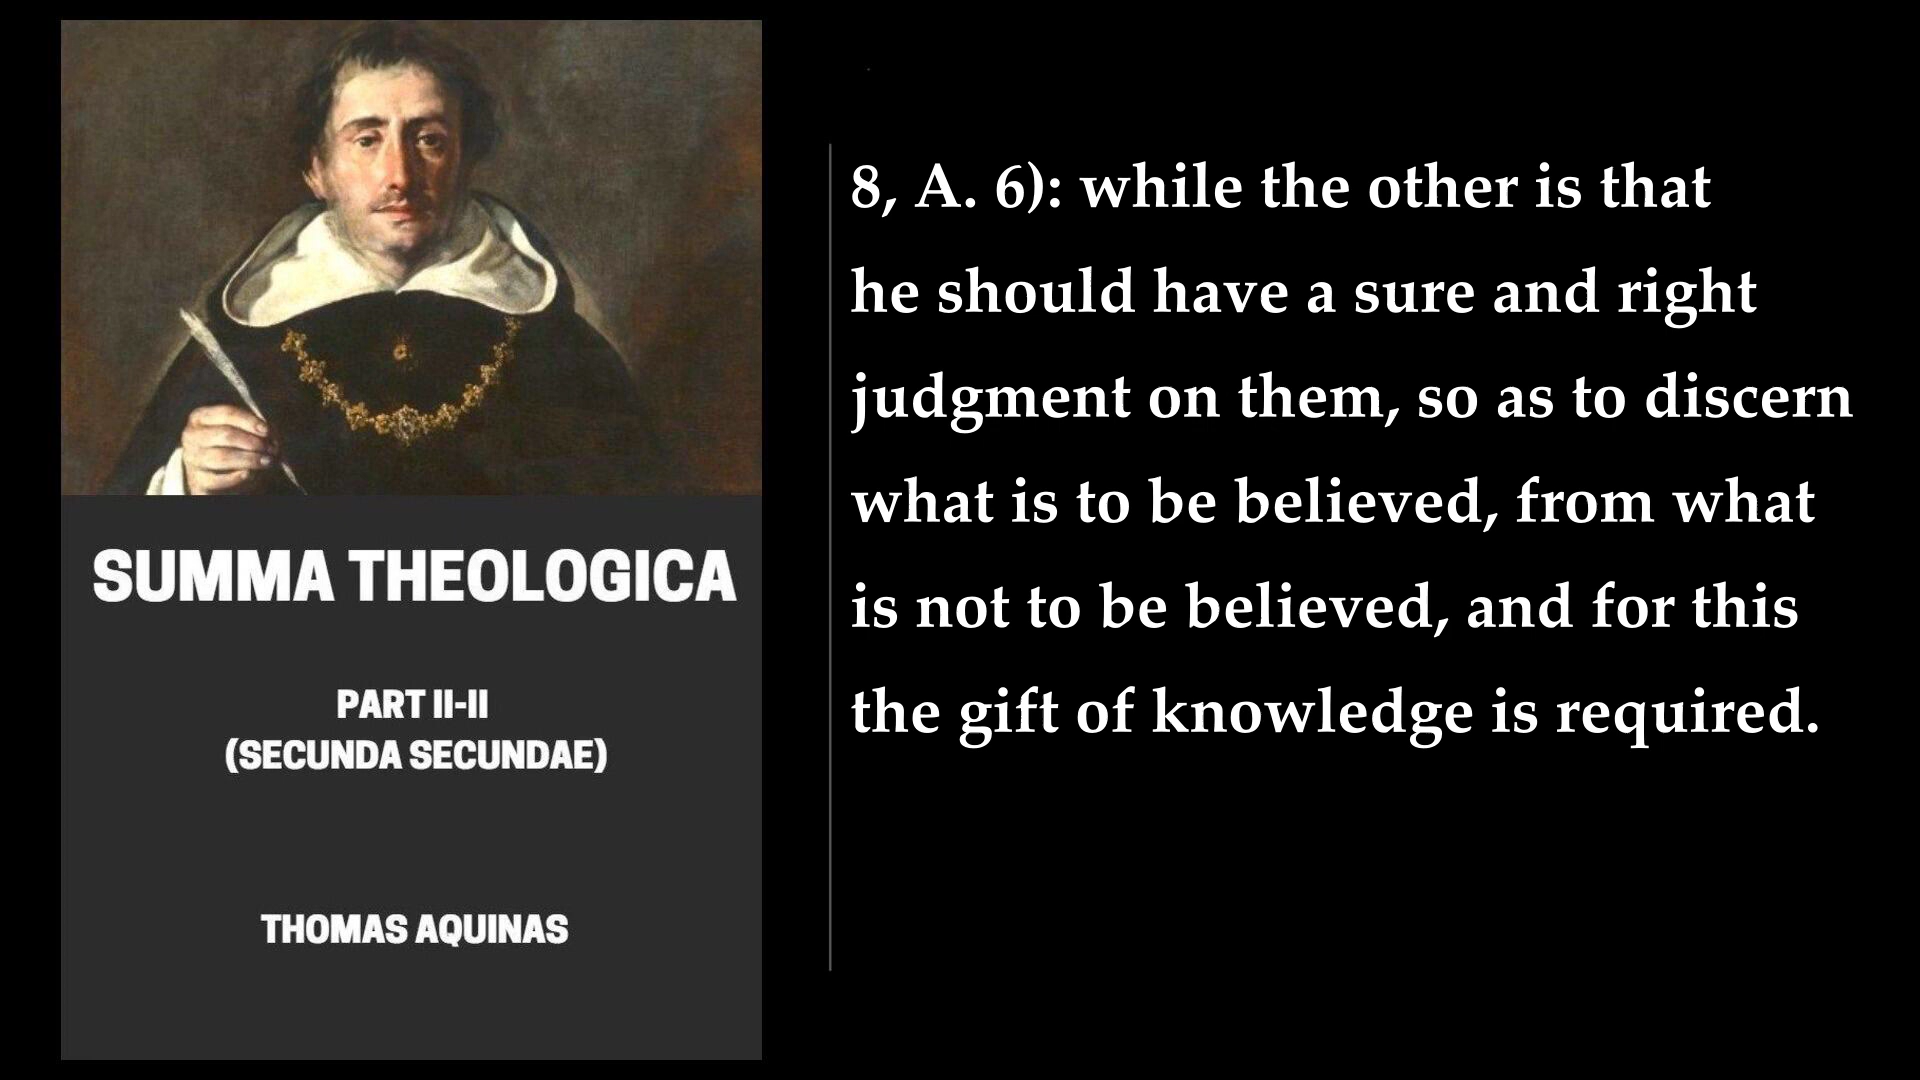 SUMMA THEOLOGICA
PART II-II
(SECUNDA SECUNDAE)
THOMAS AQUINAS
8, A. 6): while the other is that
he should have a sure and right
judgment on them, so as to discern
what is to be believed, from what
is not to be believed, and for this
the gift of knowledge is required.